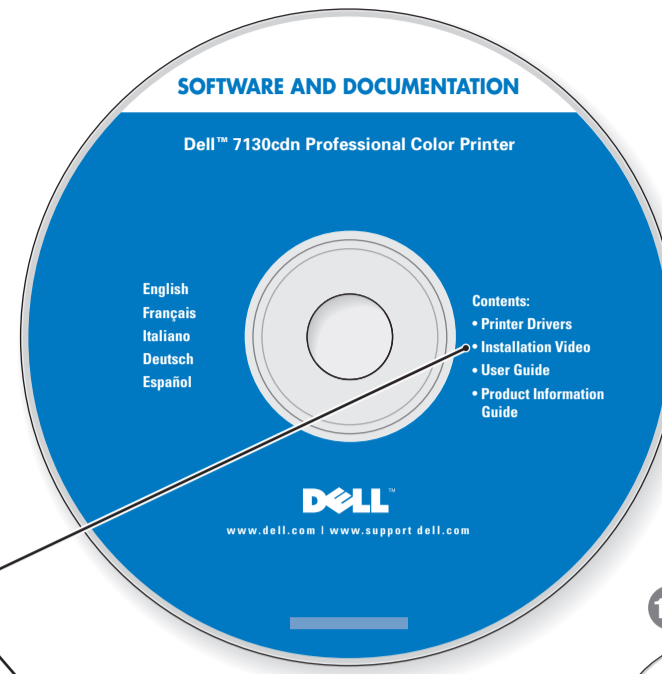 SOFTWARE AND DOCUMENTATION
Dell™ 7130cdn Professional Color Printer
English
Français
Italiano
Deutsch
Español
Contents:
• Printer Drivers
• Installation Video
• User Guide
• Product Information
Guide
DELL™
www.dell.com | www.support dell.com